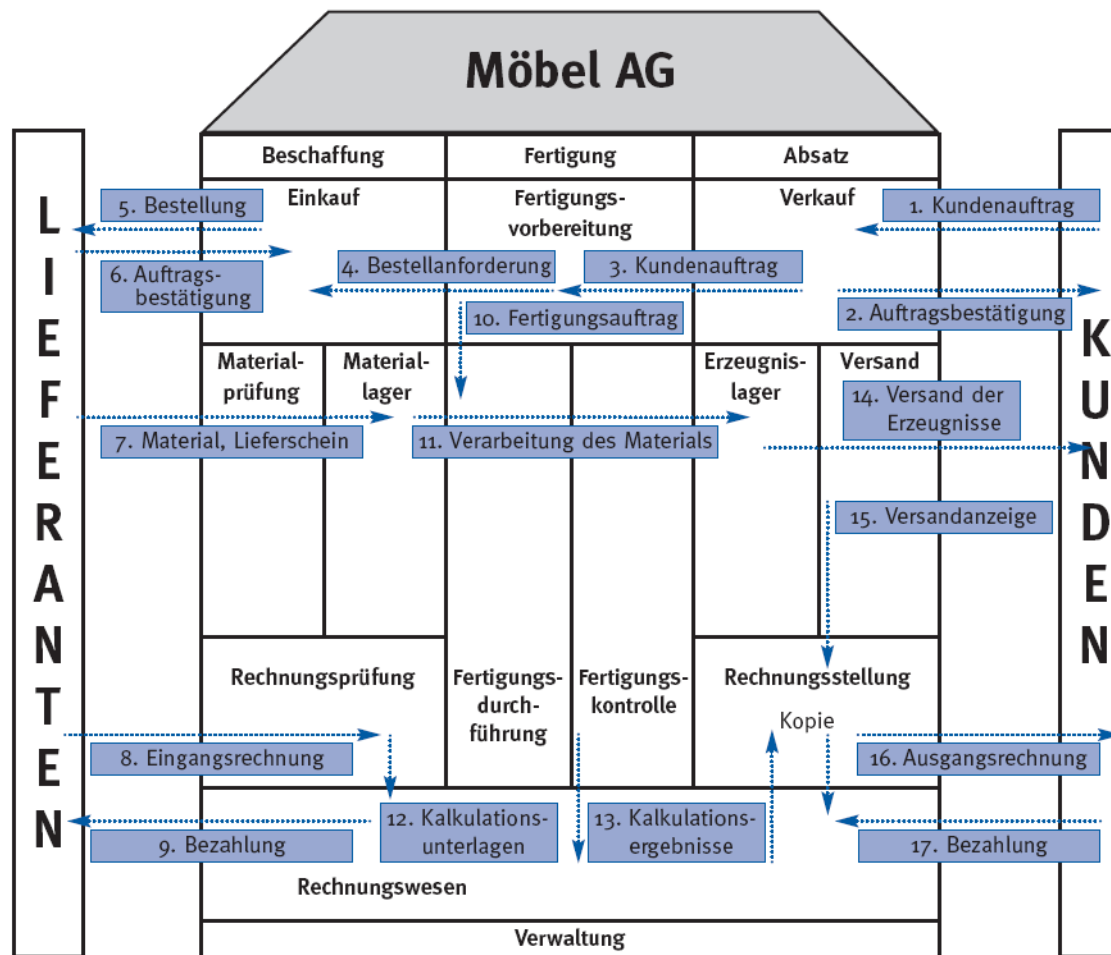 Möbel AG
Beschaffung
Fertigung
Absatz
LIEFERANTEN
KUNDEN
Einkauf
Fertigungs-
vorbereitung
Verkauf
5. Bestellung
1. Kundenauftrag
6. Auftrags-
bestätigung
4. Bestellanforderung
3. Kundenauftrag
2. Auftragsbestätigung
10. Fertigungsauftrag
Material-
prüfung
Material-
lager
Erzeugnis-
lager
Versand
14. Versand der
Erzeugnisse
7. Material, Lieferschein
11. Verarbeitung des Materials
15. Versandanzeige
Rechnungsprüfung
Fertigungs-
durch-
führung
Fertigungs-
kontrolle
Rechnungsstellung
Kopie
8. Eingangsrechnung
16. Ausgangsrechnung
9. Bezahlung
12. Kalkulations-
unterlagen
13. Kalkulations-
ergebnisse
17. Bezahlung
Rechnungswesen
Verwaltung